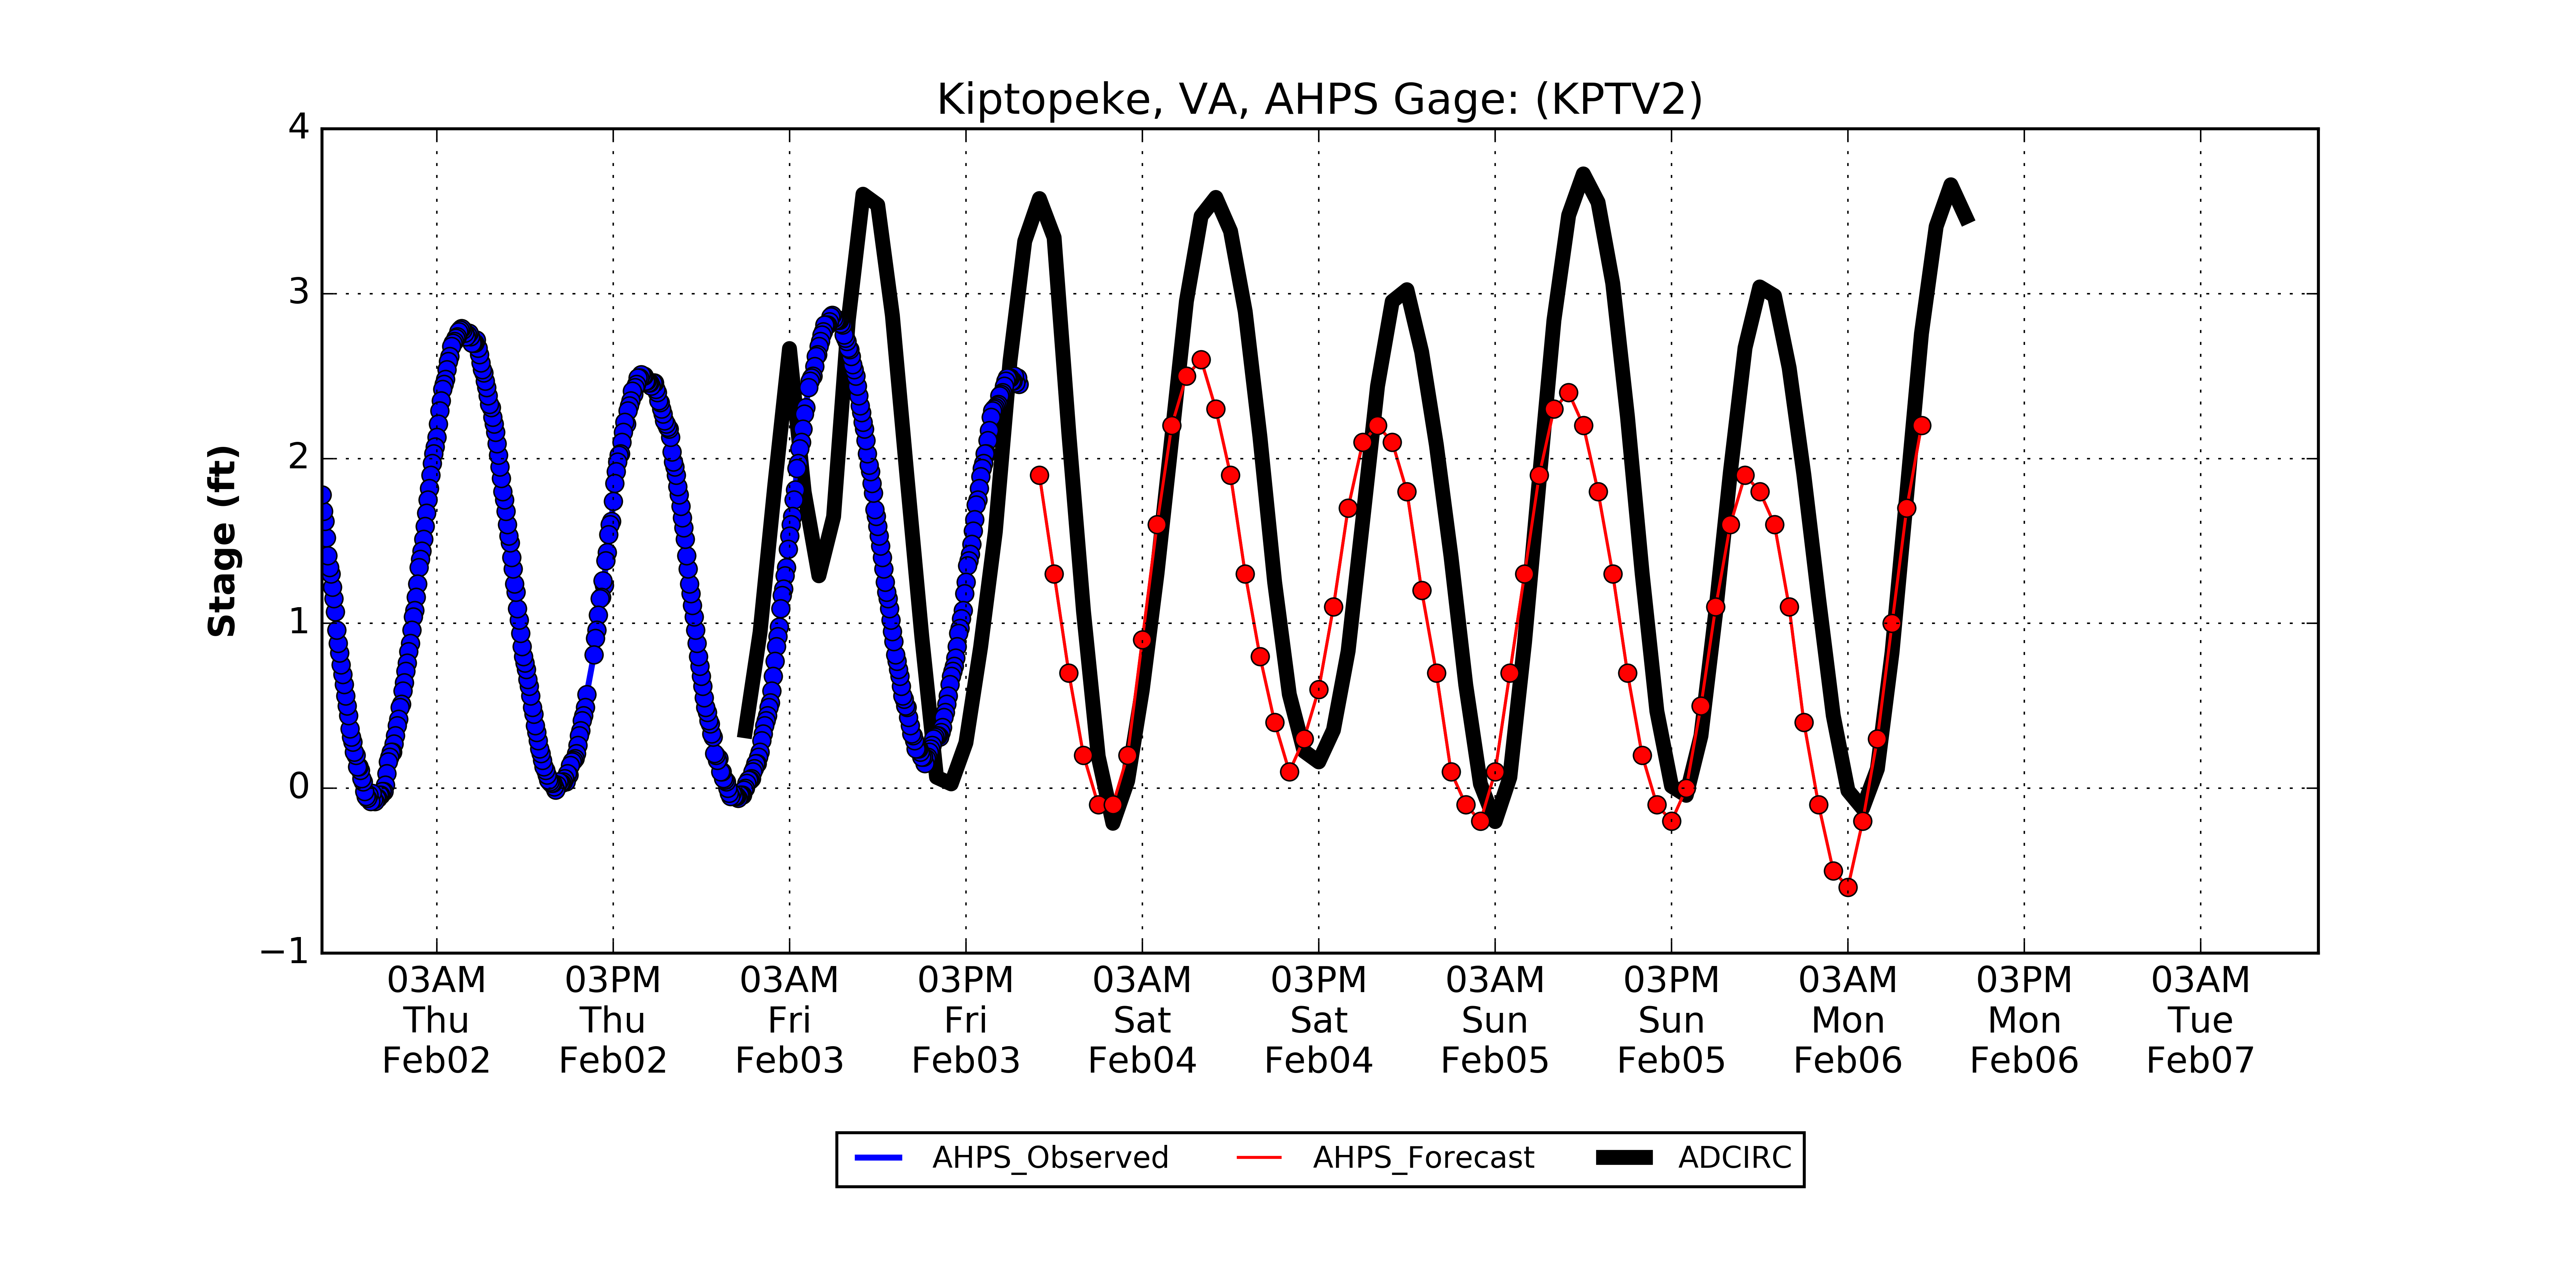 Kiptopeke, VA, AHPS Gage: (KPTV2)
Stage (ft)
4
3
2
1
0
−1
03AM 03PM 03AM 03PM 03AM 03PM 03AM 03PM 03AM 03PM 03AM
Thu Thu Fri Fri Sat Sat Sun Sun Mon Mon Tue
Feb02 Feb02 Feb03 Feb03 Feb04 Feb04 Feb05 Feb05 Feb06 Feb06 Feb07
AHPS_Observed AHPS_Forecast ADCIRC